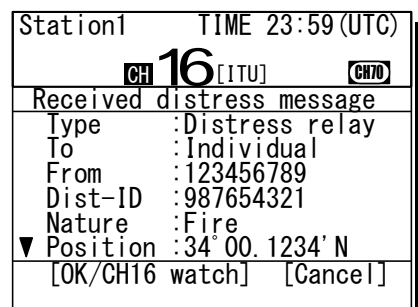 Station1 TIME 23:59(UTC)
CH 16 [ITU] CH70
Received distress message
Type :Distress relay
To :Individual
From :123456789
Dist-ID :987654321
Nature :Fire
▼ Position :34°00.1234'N
[OK/CH16 watch] [Cancel]